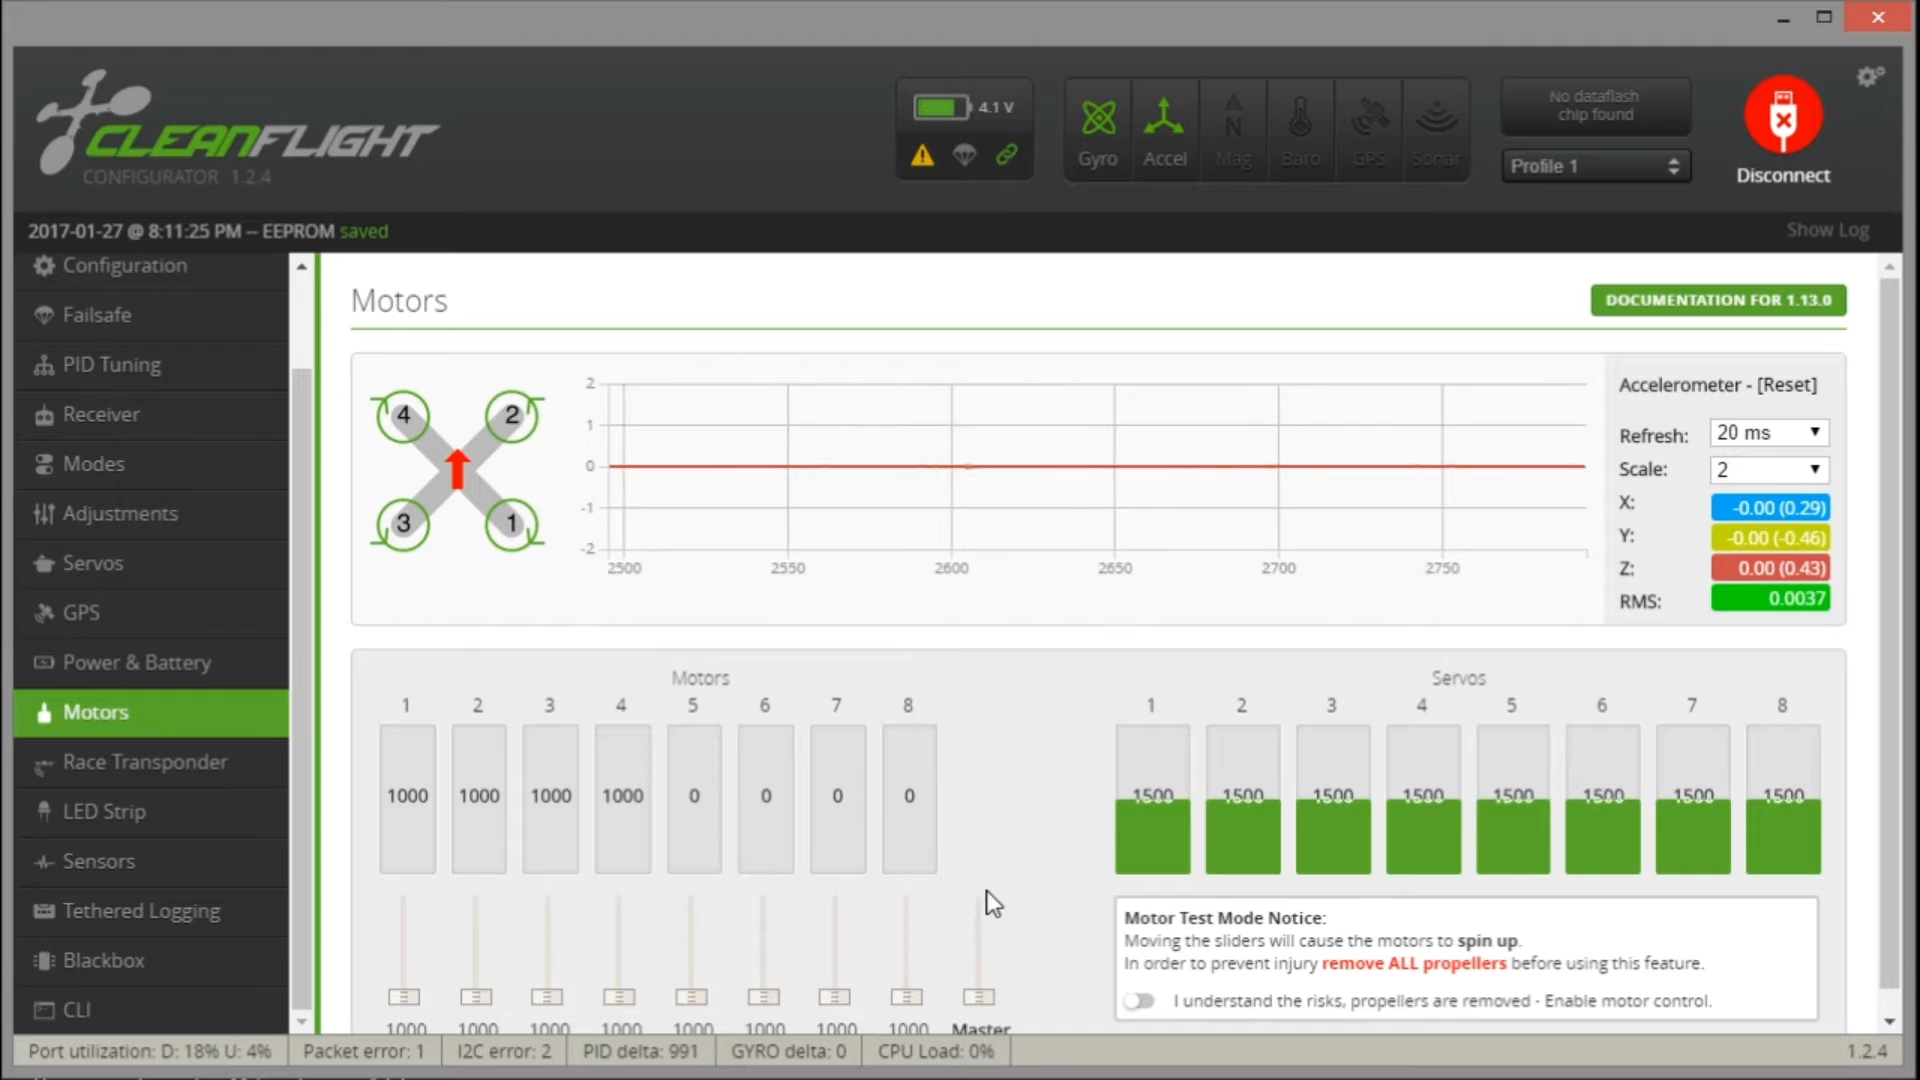 CLEANFLIGHT
CONFIGURATOR 1.2.4
4.1 V
Gyro
Accel
Mag
Baro
GPS
Sonar
No dataflash
chip found
Profile 1
Disconnect
2017-01-27 @ 8:11:25 PM -- EEPROM saved
Show Log
Configuration
Failsafe
PID Tuning
Receiver
Modes
Adjustments
Servos
GPS
Power & Battery
Motors
Race Transponder
LED Strip
Sensors
Tethered Logging
Blackbox
CLI
Motors
DOCUMENTATION FOR 1.13.0
4
2
3
1
2
1
0
-1
-2
2500 2550 2600 2650 2700 2750
Accelerometer - [Reset]
Refresh: 20 ms
Scale: 2
X: -0.00 (0.29)
Y: -0.00 (-0.46)
Z: 0.00 (0.43)
RMS: 0.0037
Motors
1 2 3 4 5 6 7 8
1000 1000 1000 1000 0 0 0 0
1000 1000 1000 1000 1000 1000 1000 1000 Master
Servos
1 2 3 4 5 6 7 8
1500 1500 1500 1500 1500 1500 1500 1500
Motor Test Mode Notice:
Moving the sliders will cause the motors to spin up.
In order to prevent injury remove ALL propellers before using this feature.
I understand the risks, propellers are removed - Enable motor control.
Port utilization: D: 18% U: 4%
Packet error: 1
I2C error: 2
PID delta: 991
GYRO delta: 0
CPU Load: 0%
1.2.4